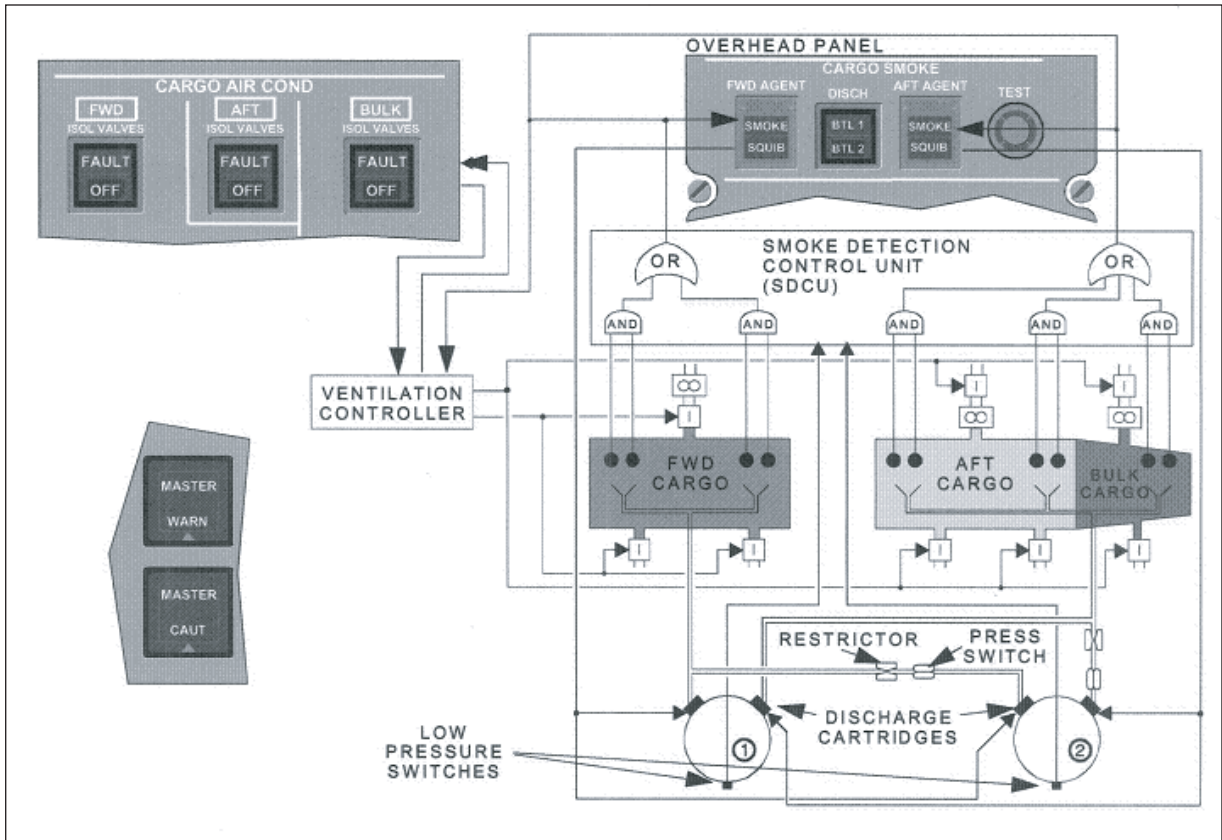 OVERHEAD PANEL
CARGO AIR COND
FWD
AFT
BULK
ISOL VALVES
ISOL VALVES
ISOL VALVES
FAULT
OFF
FAULT
OFF
FAULT
OFF
CARGO SMOKE
FWD AGENT
DISCH
AFT AGENT
TEST
SMOKE
SQUIB
BTL 1
BTL 2
SMOKE
SQUIB
SMOKE DETECTION
CONTROL UNIT
(SDCU)
OR
OR
AND
AND
AND
AND
AND
VENTILATION
CONTROLLER
I
I
I
FWD
CARGO
AFT
CARGO
BULK
CARGO
I
I
I
I
I
MASTER
WARN
MASTER
CAUT
RESTRICTOR
PRESS
SWITCH
DISCHARGE
CARTRIDGES
LOW
PRESSURE
SWITCHES
1
2